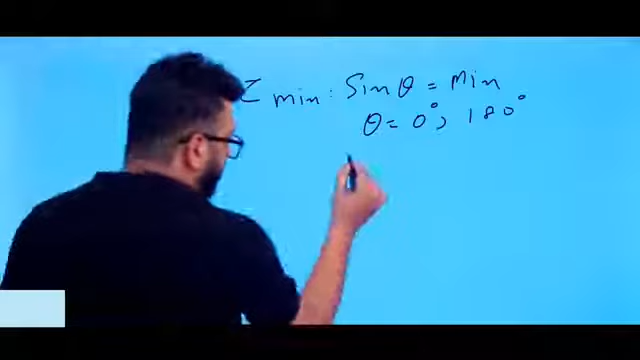 τ min : Sin θ = Min
θ = 0°, 180°